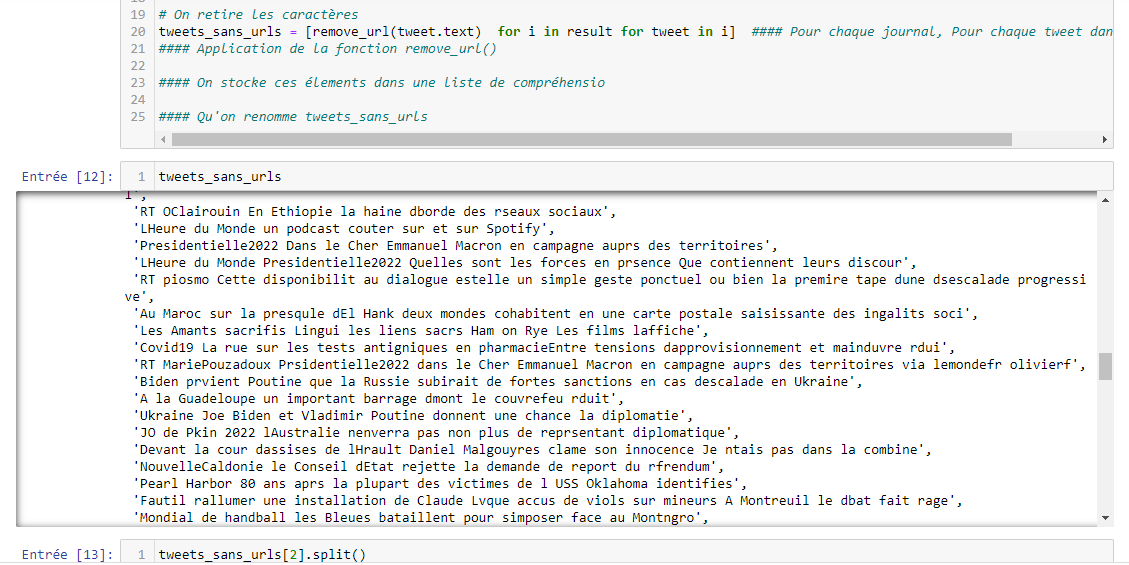 19 # On retire les caractères
20 tweets_sans_urls = [remove_url(tweet.text)  for i in result for tweet in i]  #### Pour chaque journal, Pour chaque tweet dan
21 #### Application de la fonction remove_url()
22
23 #### On stocke ces élements dans une liste de compréhensio
24
25 #### Qu'on renomme tweets_sans_urls
Entrée [12]: 1 tweets_sans_urls
'RT OClairouin En Ethiopie la haine dborde des rseaux sociaux',
'LHeure du Monde un podcast couter sur et sur Spotify',
'Presidentielle2022 Dans le Cher Emmanuel Macron en campagne auprs des territoires',
'LHeure du Monde Presidentielle2022 Quelles sont les forces en prsence Que contiennent leurs discour',
'RT piosmo Cette disponibilit au dialogue estelle un simple geste ponctuel ou bien la premire tape dune dsescalade progressi
ve',
'Au Maroc sur la presqule dEl Hank deux mondes cohabitent en une carte postale saisissante des ingalits soci',
'Les Amants sacrifis Lingui les liens sacrs Ham on Rye Les films laffiche',
'Covid19 La rue sur les tests antigniques en pharmacieEntre tensions dapprovisionnement et mainduvre rdui',
'RT MariePouzadoux Prsidentielle2022 dans le Cher Emmanuel Macron en campagne auprs des territoires via lemondefr olivierf',
'Biden prvient Poutine que la Russie subirait de fortes sanctions en cas descalade en Ukraine',
'A la Guadeloupe un important barrage dmont le couvrefeu rduit',
'Ukraine Joe Biden et Vladimir Poutine donnent une chance la diplomatie',
'JO de Pkin 2022 lAustralie nenverra pas non plus de reprsentant diplomatique',
'Devant la cour dassises de lHrault Daniel Malgouyres clame son innocence Je ntais pas dans la combine',
'NouvelleCaldonie le Conseil dEtat rejette la demande de report du rfrendum',
'Pearl Harbor 80 ans aprs la plupart des victimes de l USS Oklahoma identifies',
'Fautil rallumer une installation de Claude Lvque accus de viols sur mineurs A Montreuil le dbat fait rage',
'Mondial de handball les Bleues bataillent pour simposer face au Montngro',
Entrée [13]: 1 tweets_sans_urls[2].split()